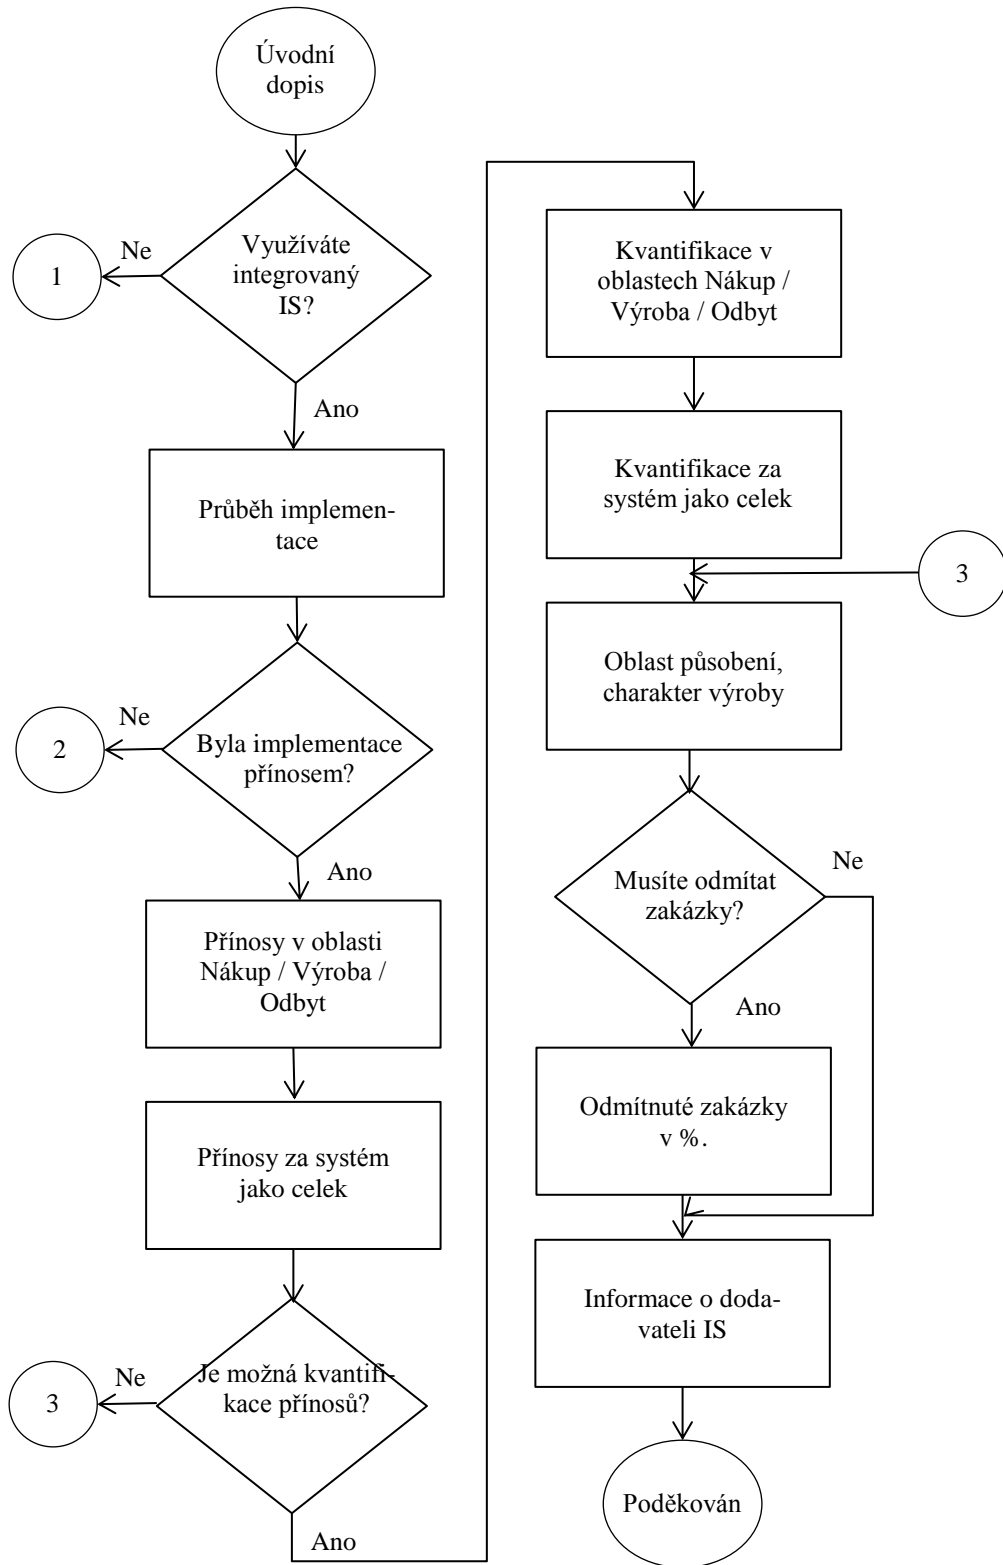 Úvodní
dopis
Využíváte
integrovaný
IS?
Ne
1
Ano
Průběh implemen-
tace
Byla implementace
přínosem?
Ne
2
Ano
Přínosy v oblasti
Nákup / Výroba /
Odbyt
Přínosy za systém
jako celek
Je možná kvantifi-
kace přínosů?
Ne
3
Ano
Kvantifikace v
oblastech Nákup /
Výroba / Odbyt
Kvantifikace za
systém jako celek
3
Oblast působení,
charakter výroby
Musíte odmítat
zakázky?
Ne
Ano
Odmítnuté zakázky
v %.
Informace o doda-
vateli IS
Poděkován